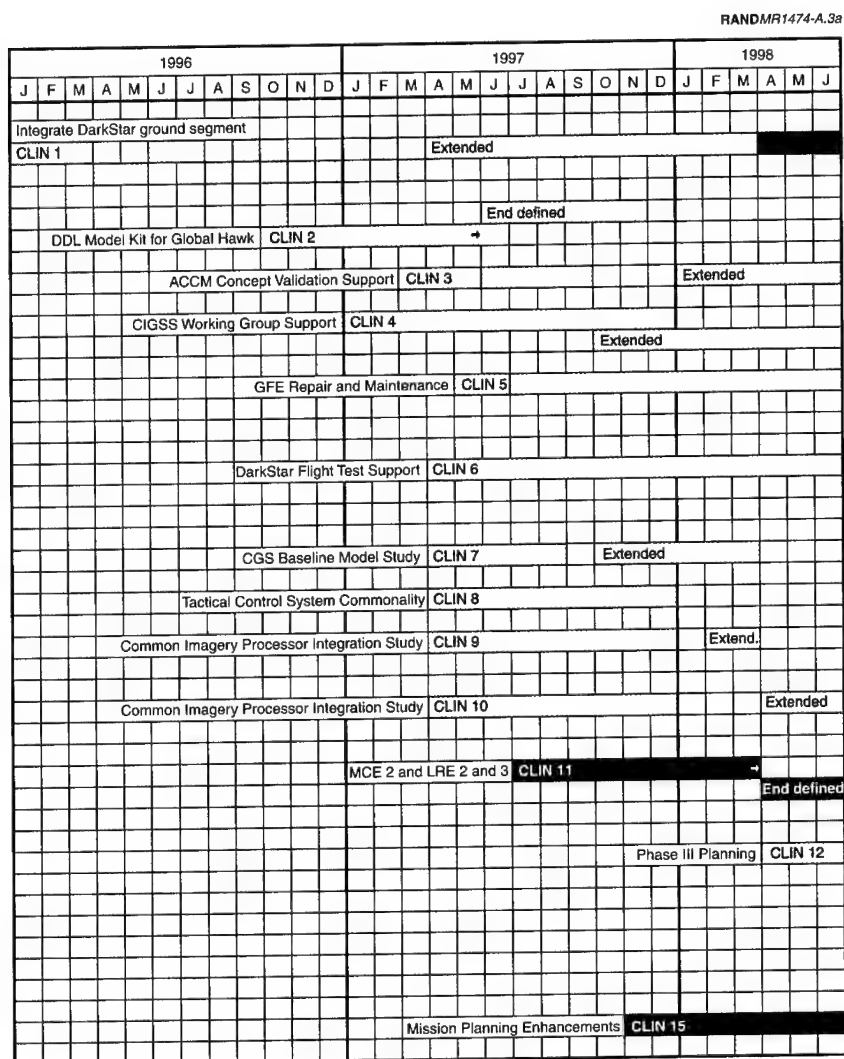 RANDMR1474-A.3a
1996 1997 1998
J F M A M J J A S O N D J F M A M J J A S O N D J F M A M J
Integrate DarkStar ground segment
CLIN 1 Extended
End defined
DDL Model Kit for Global Hawk CLIN 2 →
ACCM Concept Validation Support CLIN 3 Extended
CIGSS Working Group Support CLIN 4
Extended
GFE Repair and Maintenance CLIN 5
DarkStar Flight Test Support CLIN 6
CGS Baseline Model Study CLIN 7 Extended
Tactical Control System Commonality CLIN 8
Common Imagery Processor Integration Study CLIN 9 Extend.
Common Imagery Processor Integration Study CLIN 10 Extended
MCE 2 and LRE 2 and 3 CLIN 11 →
End defined
Phase III Planning CLIN 12
Mission Planning Enhancements CLIN 15